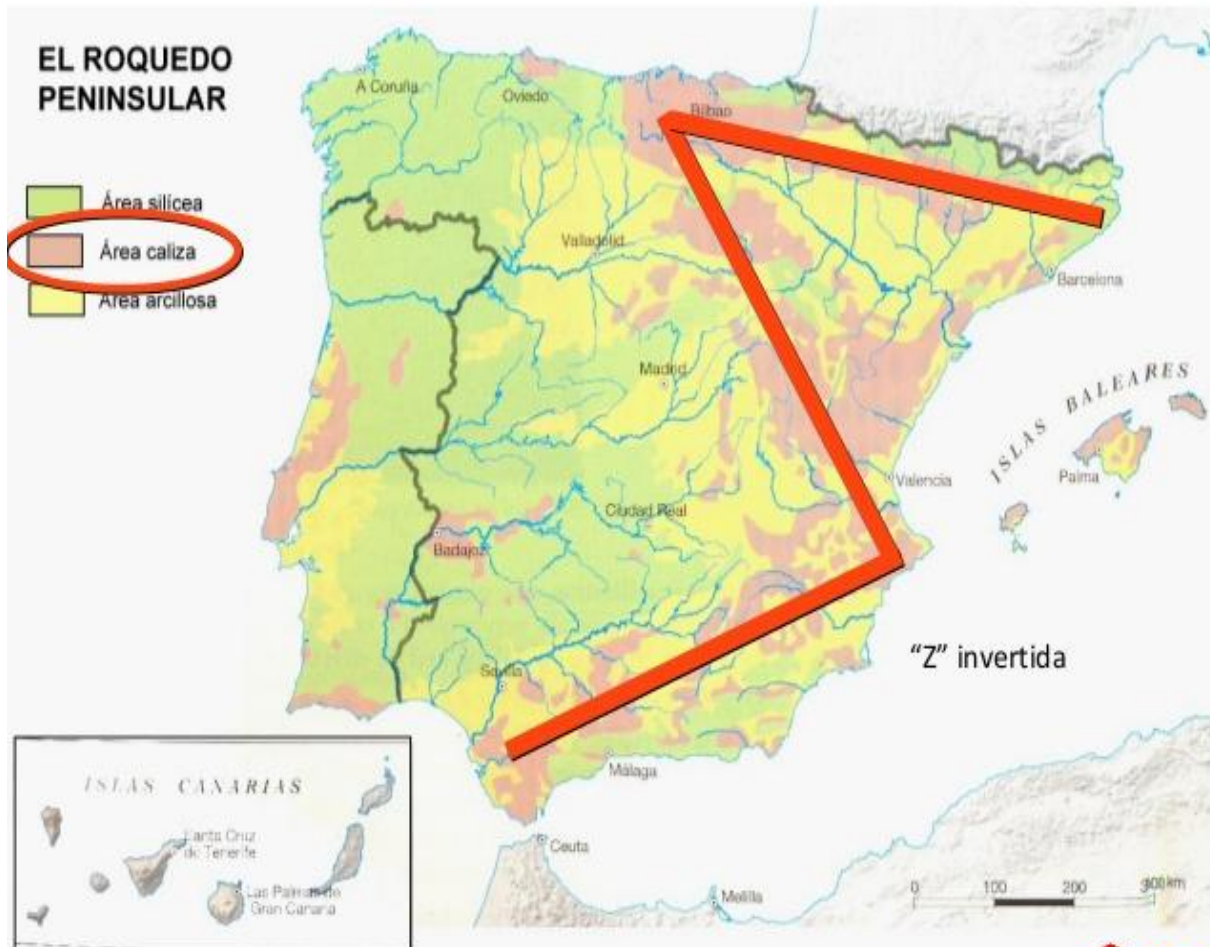 EL ROQUEDO
PENINSULAR
Área silícea
Área caliza
Área arcillosa
A Coruña
Oviedo
Bilbao
Valladolid
Barcelona
Madrid
ISLAS BALEARES
Palma
Valencia
Ciudad Real
Badajoz
"Z" invertida
Sevilla
Málaga
ISLAS CANARIAS
Santa Cruz
de Tenerife
Las Palmas de
Gran Canaria
Ceuta
Melilla
0 100 200 300 km